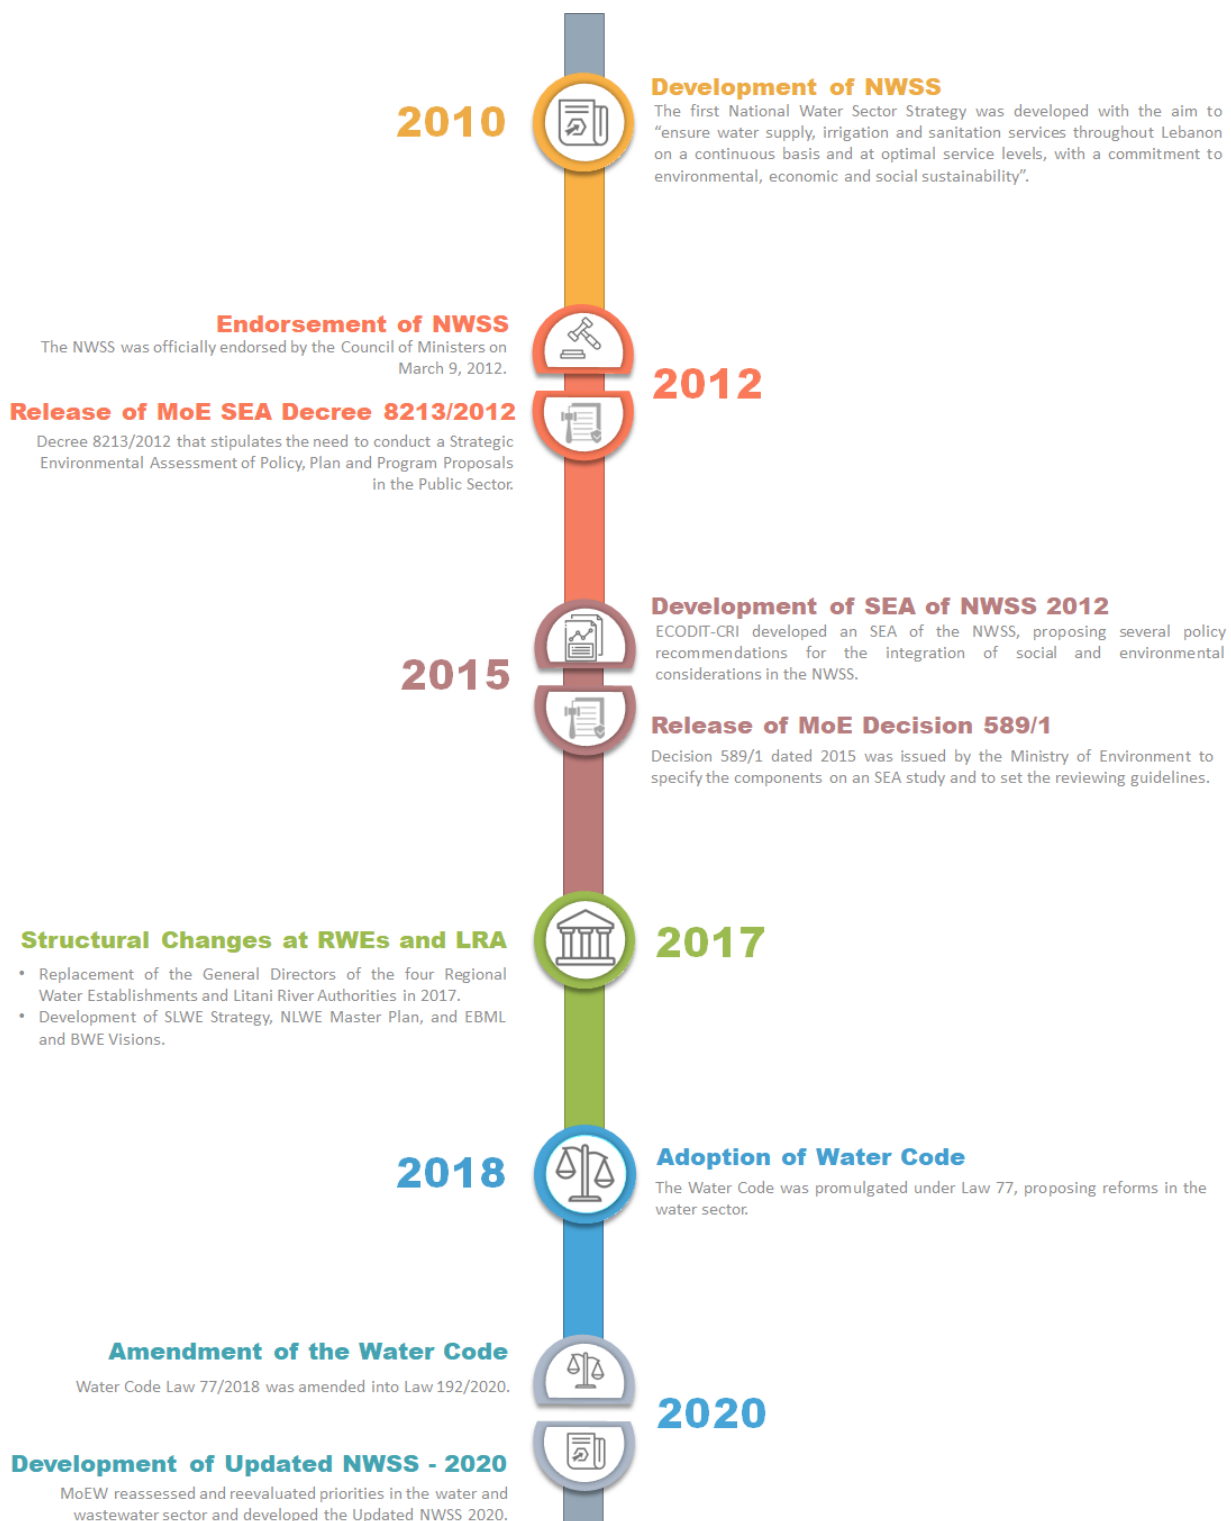 2010
Development of NWSS
The first National Water Sector Strategy was developed with the aim to
“ensure water supply, irrigation and sanitation services throughout Lebanon
on a continuous basis and at optimal service levels, with a commitment to
environmental, economic and social sustainability”.
Endorsement of NWSS
The NWSS was officially endorsed by the Council of Ministers on
March 9, 2012.
2012
Release of MoE SEA Decree 8213/2012
Decree 8213/2012 that stipulates the need to conduct a Strategic
Environmental Assessment of Policy, Plan and Program Proposals
in the Public Sector.
2015
Development of SEA of NWSS 2012
ECODIT-CRI developed an SEA of the NWSS, proposing several policy
recommendations for the integration of social and environmental
considerations in the NWSS.
Release of MoE Decision 589/1
Decision 589/1 dated 2015 was issued by the Ministry of Environment to
specify the components on an SEA study and to set the reviewing guidelines.
Structural Changes at RWEs and LRA
• Replacement of the General Directors of the four Regional
Water Establishments and Litani River Authorities in 2017.
• Development of SLWE Strategy, NLWE Master Plan, and EBML
and BWE Visions.
2017
2018
Adoption of Water Code
The Water Code was promulgated under Law 77, proposing reforms in the
water sector.
Amendment of the Water Code
Water Code Law 77/2018 was amended into Law 192/2020.
2020
Development of Updated NWSS - 2020
MoEW reassessed and reevaluated priorities in the water and
wastewater sector and developed the Updated NWSS 2020.